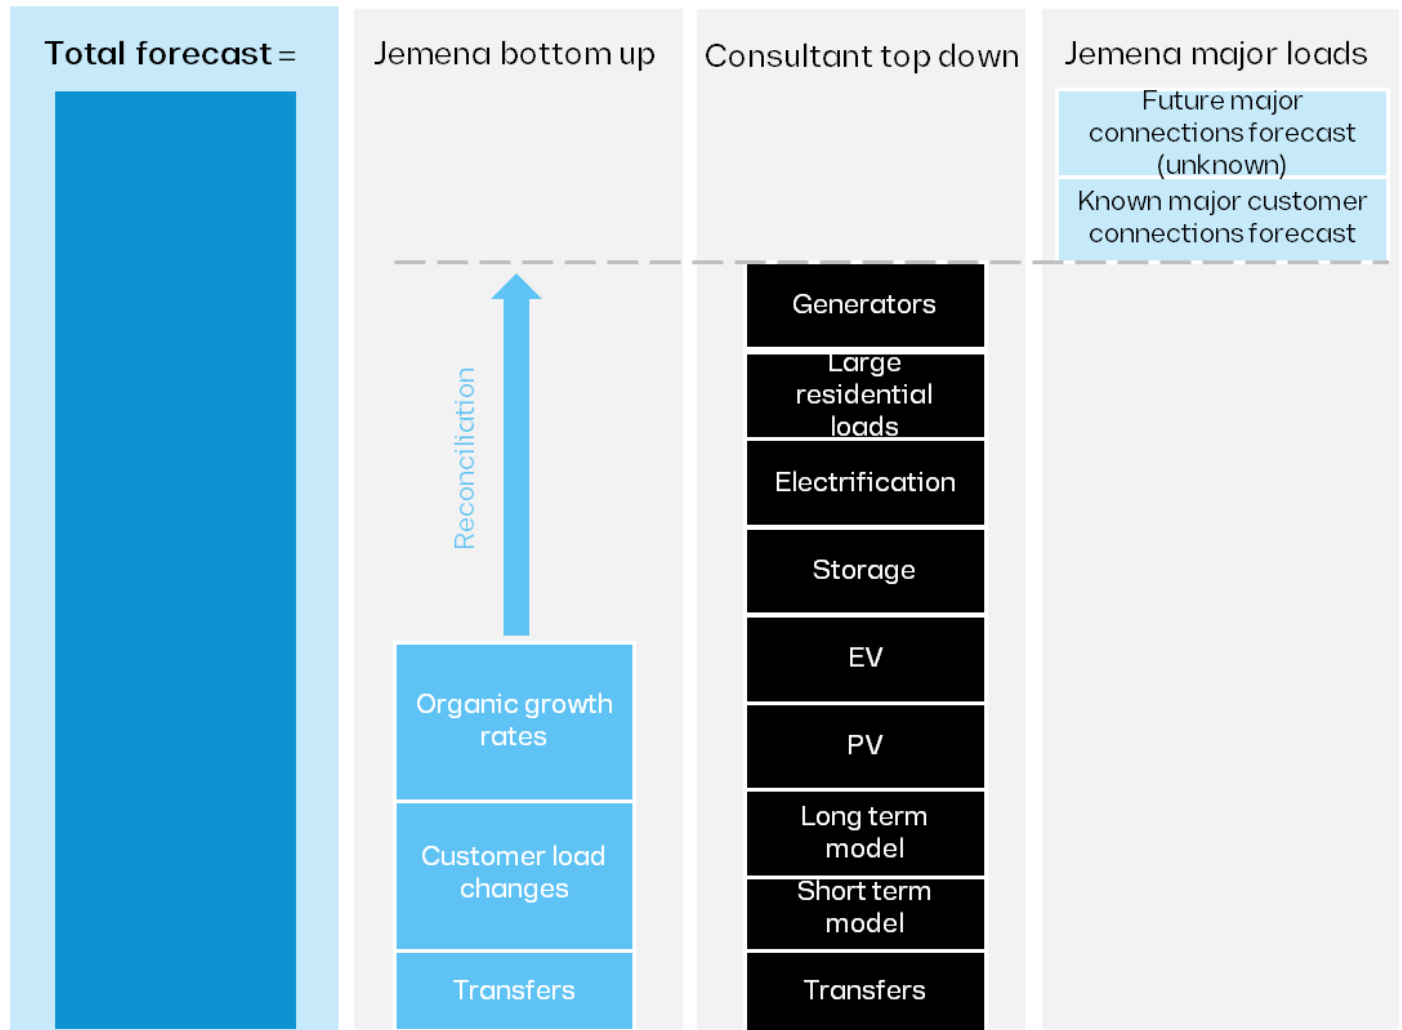 Total forecast =
Jemena bottom up
Consultant top down
Jemena major loads
Future major
connections forecast
(unknown)
Known major customer
connections forecast
Reconciliation
Organic growth
rates
Customer load
changes
Transfers
Generators
Large
residential
loads
Electrification
Storage
EV
PV
Long term
model
Short term
model
Transfers